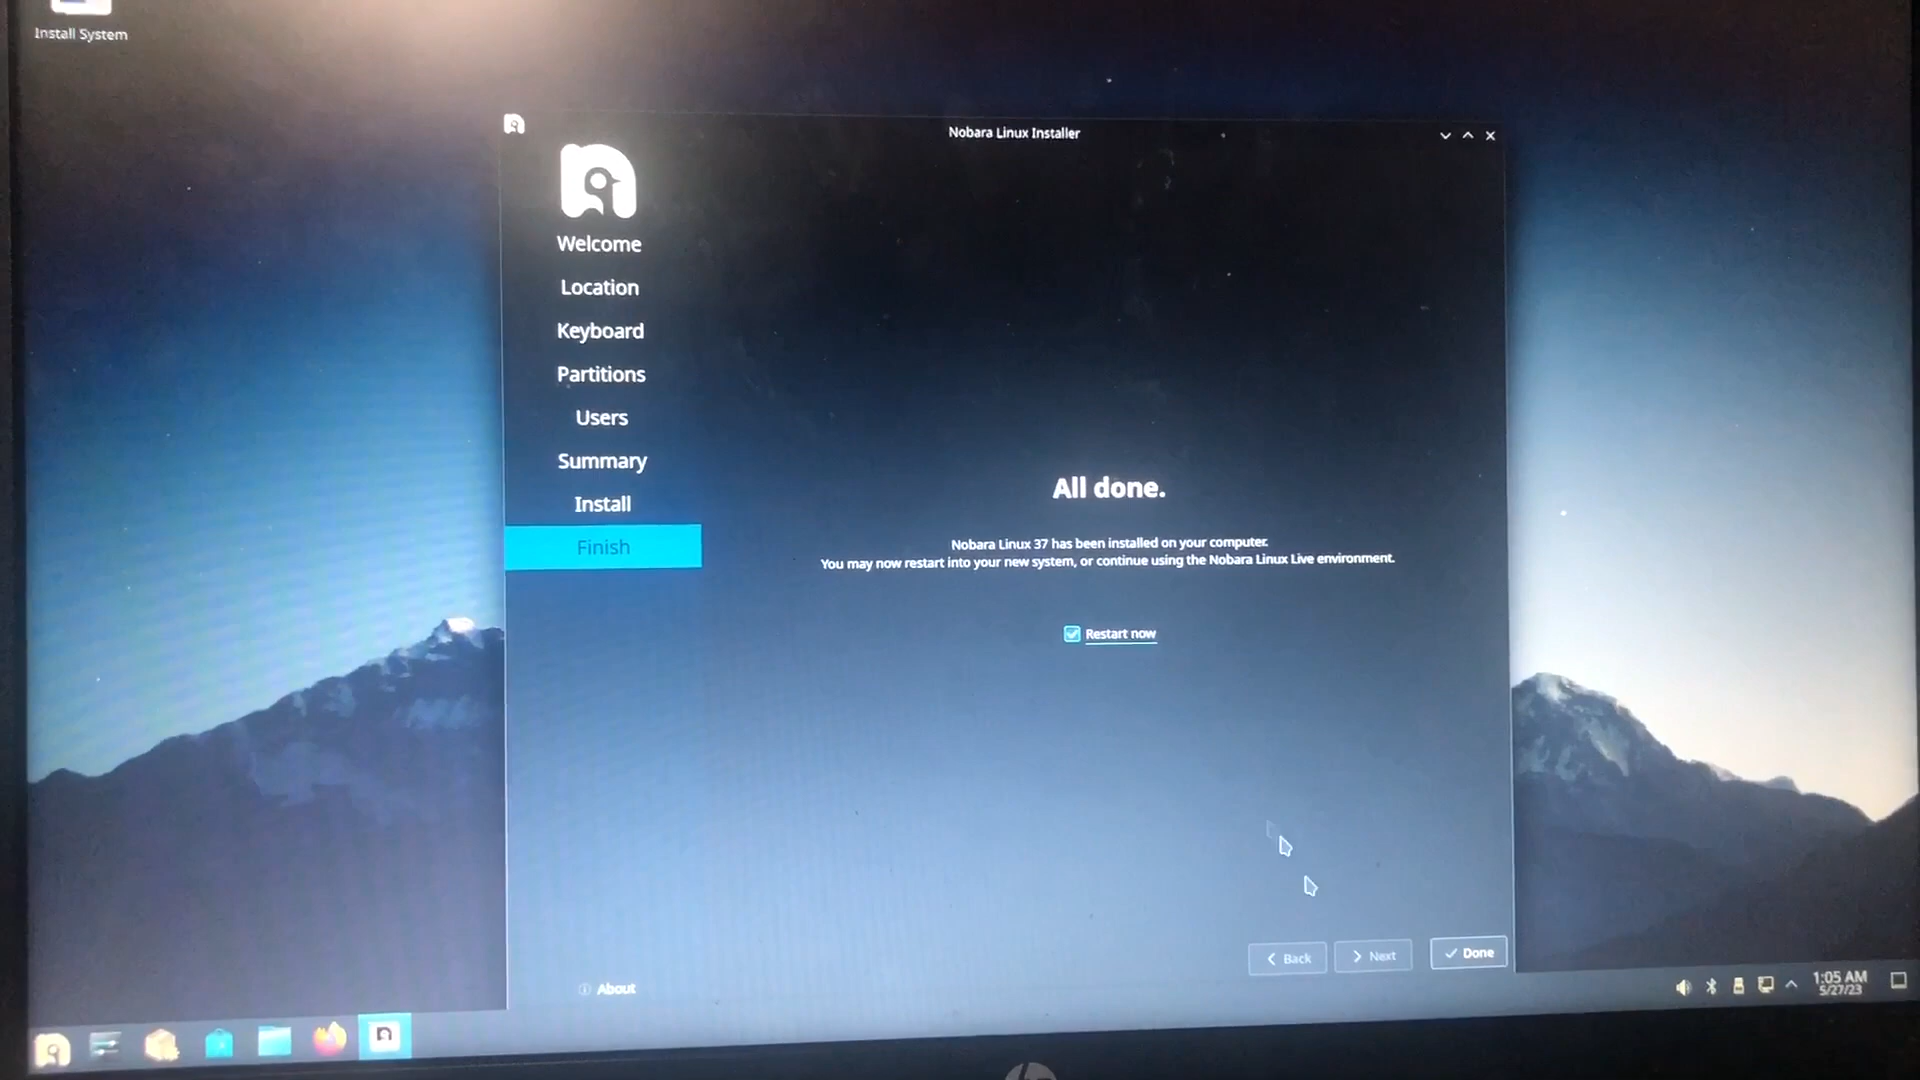 Install System
Nobara Linux Installer
Welcome
Location
Keyboard
Partitions
Users
Summary
Install
Finish
All done.
Nobara Linux 37 has been installed on your computer.
You may now restart into your new system, or continue using the Nobara Linux Live environment.
Restart now
Back
Next
Done
About
1:05 AM
5/27/23
hp